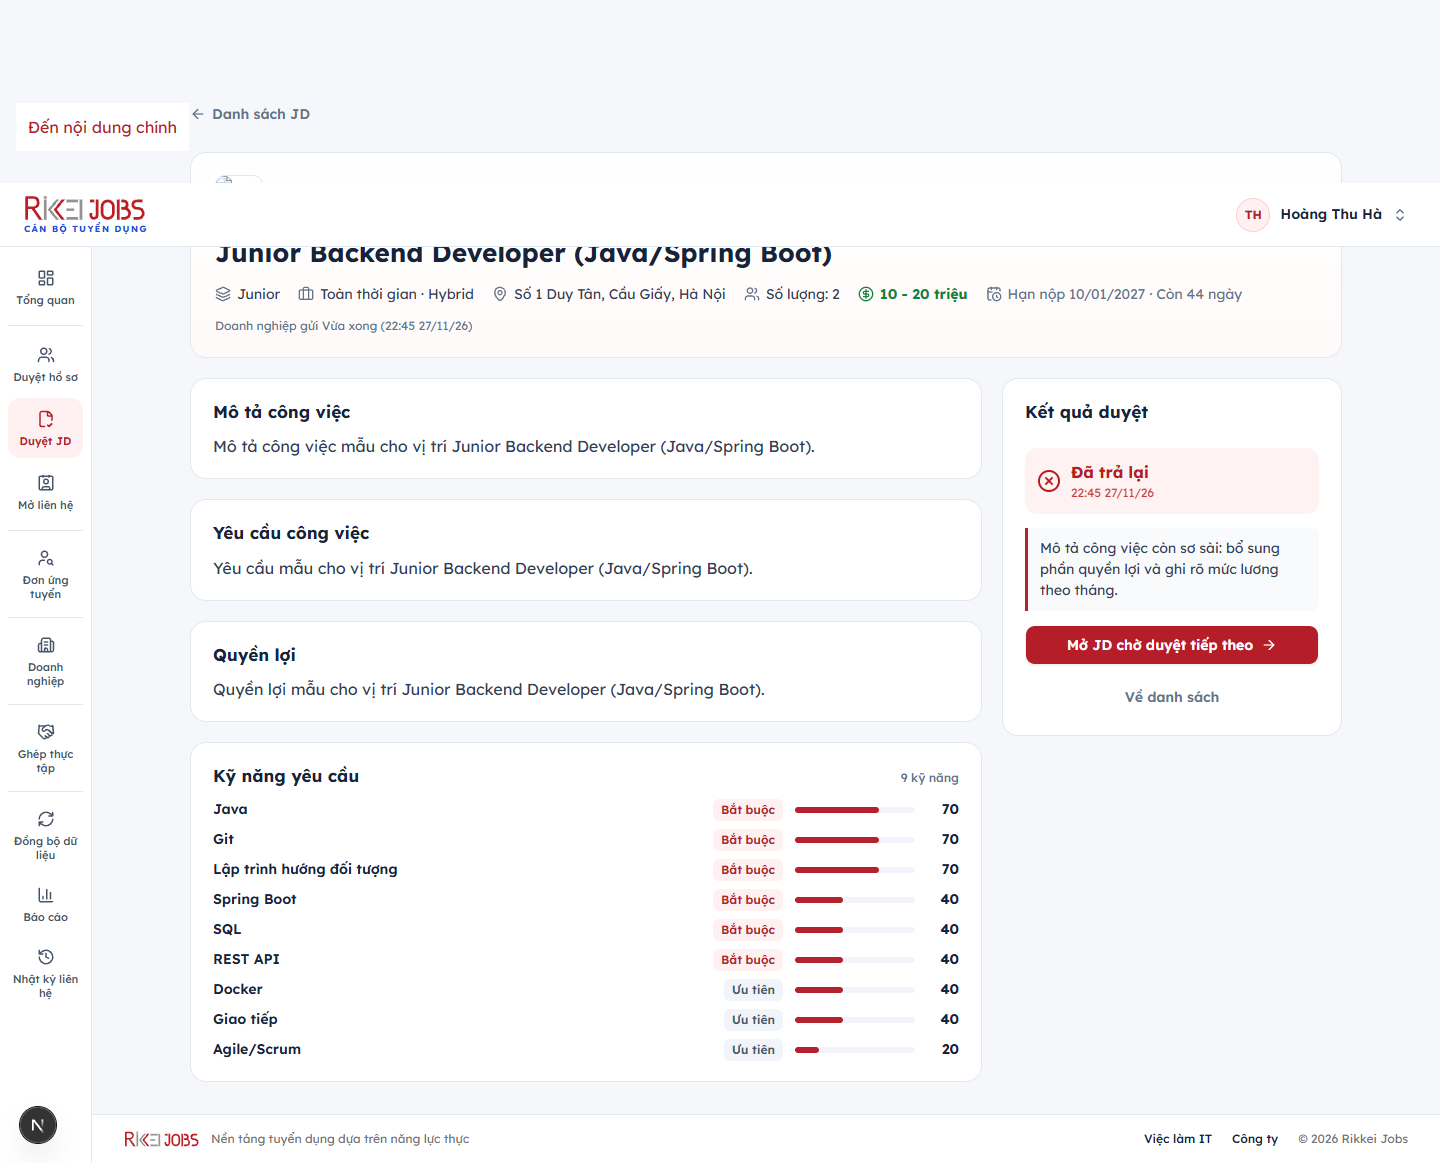 Danh sách JD
Đến nội dung chính
RIKKEI JOBS
CÁN BỘ TUYỂN DỤNG
TH
Hoàng Thu Hà
Junior Backend Developer (Java/Spring Boot)
Junior
Toàn thời gian · Hybrid
Số 1 Duy Tân, Cầu Giấy, Hà Nội
Số lượng: 2
10 - 20 triệu
Hạn nộp 10/01/2027 · Còn 44 ngày
Doanh nghiệp gửi Vừa xong (22:45 27/11/26)
Tổng quan
Duyệt hồ sơ
Duyệt JD
Mở liên hệ
Đơn ứng
tuyển
Doanh
nghiệp
Ghép thực
tập
Đồng bộ dữ
liệu
Báo cáo
Nhật ký liên
hệ
N
Mô tả công việc
Mô tả công việc mẫu cho vị trí Junior Backend Developer (Java/Spring Boot).
Yêu cầu công việc
Yêu cầu mẫu cho vị trí Junior Backend Developer (Java/Spring Boot).
Quyền lợi
Quyền lợi mẫu cho vị trí Junior Backend Developer (Java/Spring Boot).
Kỹ năng yêu cầu
9 kỹ năng
Java Bắt buộc 70
Git Bắt buộc 70
Lập trình hướng đối tượng Bắt buộc 70
Spring Boot Bắt buộc 40
SQL Bắt buộc 40
REST API Bắt buộc 40
Docker Ưu tiên 40
Giao tiếp Ưu tiên 40
Agile/Scrum Ưu tiên 20
Kết quả duyệt
Đã trả lại
22:45 27/11/26
Mô tả công việc còn sơ sài: bổ sung
phần quyền lợi và ghi rõ mức lương
theo tháng.
Mở JD chờ duyệt tiếp theo
Về danh sách
RIKKEI JOBS
Nền tảng tuyển dụng dựa trên năng lực thực
Việc làm IT
Công ty
© 2026 Rikkei Jobs